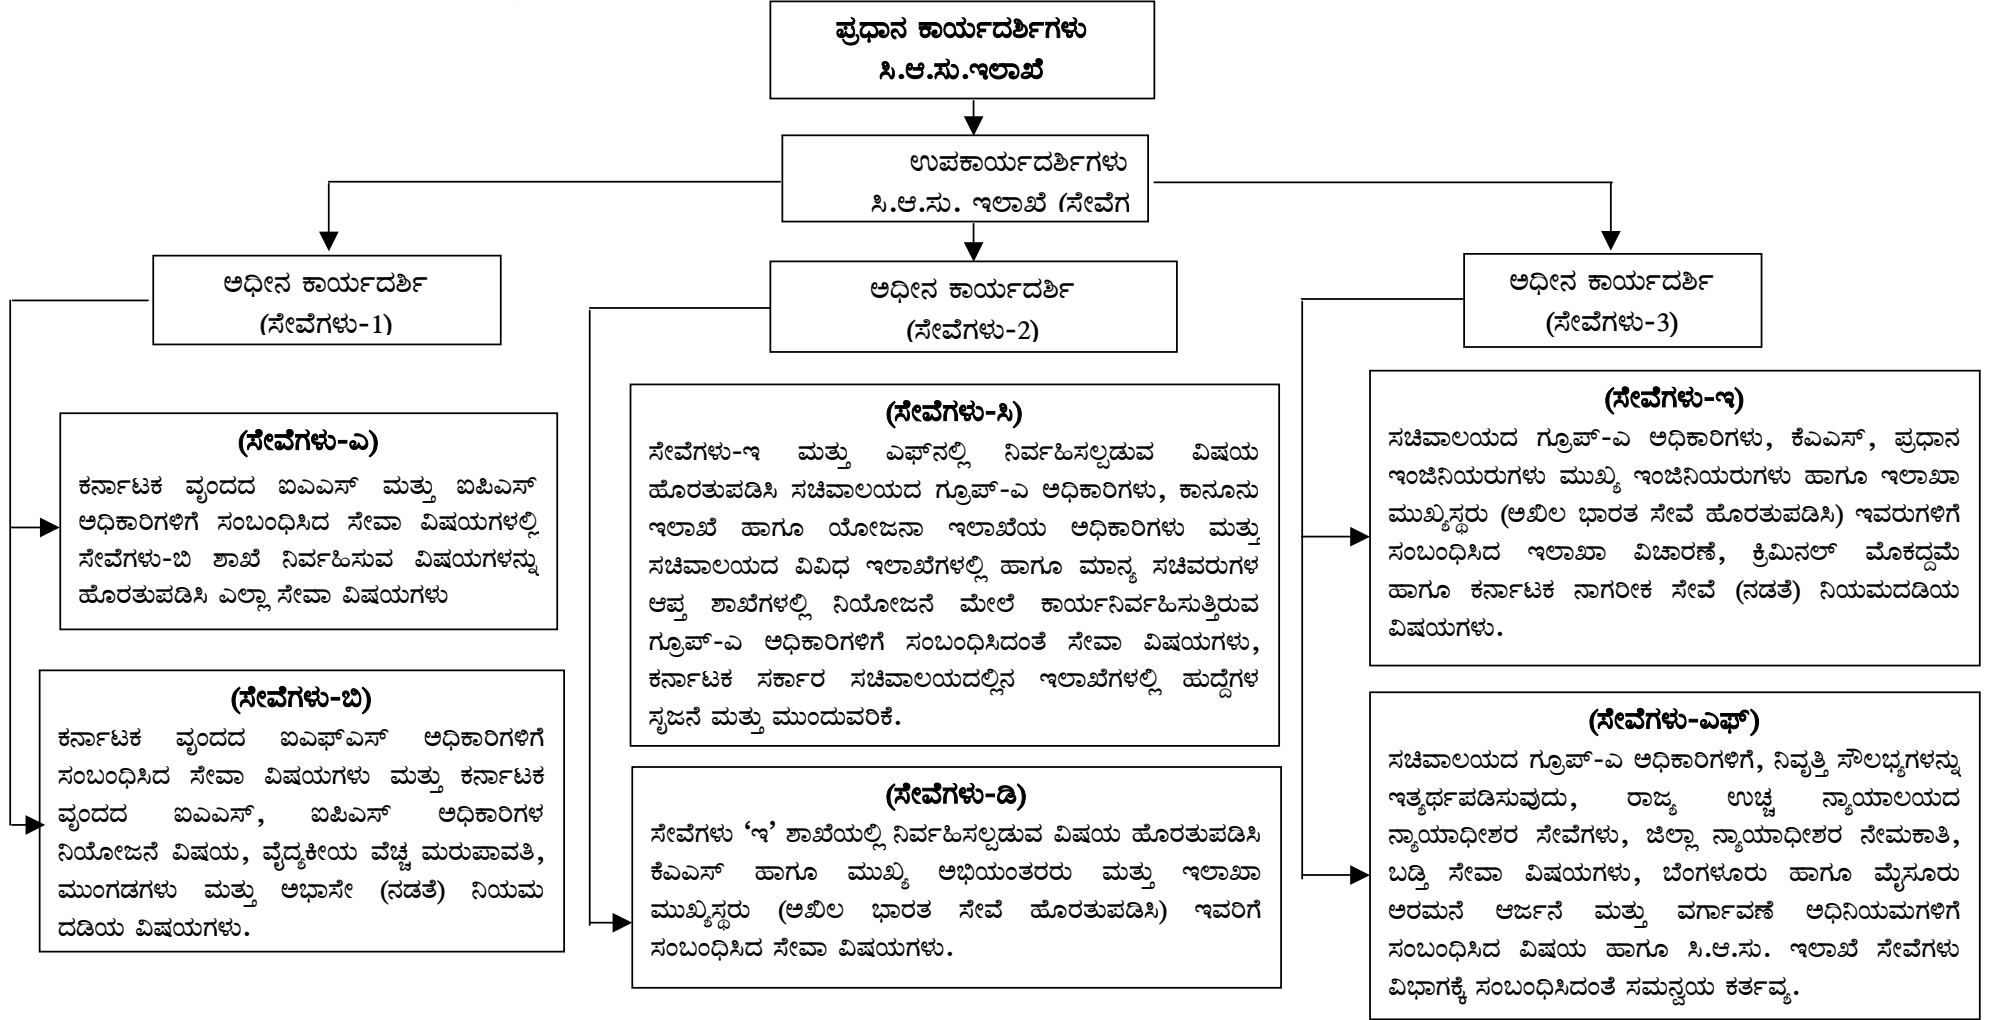 ಪ್ರಧಾನ ಕಾರ್ಯದರ್ಶಿಗಳು
ಸಿ.ಆ.ಸು.ಇಲಾಖೆ
ಉಪಕಾರ್ಯದರ್ಶಿಗಳು
ಸಿ.ಆ.ಸು. ಇಲಾಖೆ (ಸೇವೆಗ
ಅಧೀನ ಕಾರ್ಯದರ್ಶಿ
(ಸೇವೆಗಳು-1)
ಅಧೀನ ಕಾರ್ಯದರ್ಶಿ
(ಸೇವೆಗಳು-2)
ಅಧೀನ ಕಾರ್ಯದರ್ಶಿ
(ಸೇವೆಗಳು-3)
(ಸೇವೆಗಳು-ಎ)
ಕರ್ನಾಟಕ ವೃಂದದ ಐಎಎಸ್ ಮತ್ತು ಐಪಿಎಸ್
ಅಧಿಕಾರಿಗಳಿಗೆ ಸಂಬಂಧಿಸಿದ ಸೇವಾ ವಿಷಯಗಳಲ್ಲಿ
ಸೇವೆಗಳು-ಬಿ ಶಾಖೆ ನಿರ್ವಹಿಸುವ ವಿಷಯಗಳನ್ನು
ಹೊರತುಪಡಿಸಿ ಎಲ್ಲಾ ಸೇವಾ ವಿಷಯಗಳು
(ಸೇವೆಗಳು-ಬಿ)
ಕರ್ನಾಟಕ ವೃಂದದ ಐಎಫ್‌ಎಸ್ ಅಧಿಕಾರಿಗಳಿಗೆ
ಸಂಬಂಧಿಸಿದ ಸೇವಾ ವಿಷಯಗಳು ಮತ್ತು ಕರ್ನಾಟಕ
ವೃಂದದ ಐಎಎಸ್, ಐಪಿಎಸ್ ಅಧಿಕಾರಿಗಳ
ನಿಯೋಜನೆ ವಿಷಯ, ವೈದ್ಯಕೀಯ ವೆಚ್ಚ ಮರುಪಾವತಿ,
ಮುಂಗಡಗಳು ಮತ್ತು ಅಭಾಸೇ (ನಡತೆ) ನಿಯಮ
ದಡಿಯ ವಿಷಯಗಳು.
(ಸೇವೆಗಳು-ಸಿ)
ಸೇವೆಗಳು-ಇ ಮತ್ತು ಎಫ್‌ನಲ್ಲಿ ನಿರ್ವಹಿಸಲ್ಪಡುವ ವಿಷಯ
ಹೊರತುಪಡಿಸಿ ಸಚಿವಾಲಯದ ಗ್ರೂಪ್-ಎ ಅಧಿಕಾರಿಗಳು, ಕಾನೂನು
ಇಲಾಖೆ ಹಾಗೂ ಯೋಜನಾ ಇಲಾಖೆಯ ಅಧಿಕಾರಿಗಳು ಮತ್ತು
ಸಚಿವಾಲಯದ ವಿವಿಧ ಇಲಾಖೆಗಳಲ್ಲಿ ಹಾಗೂ ಮಾನ್ಯ ಸಚಿವರುಗಳ
ಆಪ್ತ ಶಾಖೆಗಳಲ್ಲಿ ನಿಯೋಜನೆ ಮೇಲೆ ಕಾರ್ಯನಿರ್ವಹಿಸುತ್ತಿರುವ
ಗ್ರೂಪ್-ಎ ಅಧಿಕಾರಿಗಳಿಗೆ ಸಂಬಂಧಿಸಿದಂತೆ ಸೇವಾ ವಿಷಯಗಳು,
ಕರ್ನಾಟಕ ಸರ್ಕಾರ ಸಚಿವಾಲಯದಲ್ಲಿನ ಇಲಾಖೆಗಳಲ್ಲಿ ಹುದ್ದೆಗಳ
ಸೃಜನೆ ಮತ್ತು ಮುಂದುವರಿಕೆ.
(ಸೇವೆಗಳು-ಡಿ)
ಸೇವೆಗಳು ‘ಇ’ ಶಾಖೆಯಲ್ಲಿ ನಿರ್ವಹಿಸಲ್ಪಡುವ ವಿಷಯ ಹೊರತುಪಡಿಸಿ
ಕೆಎಎಸ್ ಹಾಗೂ ಮುಖ್ಯ ಅಭಿಯಂತರರು ಮತ್ತು ಇಲಾಖಾ
ಮುಖ್ಯಸ್ಥರು (ಅಖಿಲ ಭಾರತ ಸೇವೆ ಹೊರತುಪಡಿಸಿ) ಇವರಿಗೆ
ಸಂಬಂಧಿಸಿದ ಸೇವಾ ವಿಷಯಗಳು.
(ಸೇವೆಗಳು-ಇ)
ಸಚಿವಾಲಯದ ಗ್ರೂಪ್-ಎ ಅಧಿಕಾರಿಗಳು, ಕೆಎಎಸ್, ಪ್ರಧಾನ
ಇಂಜಿನಿಯರುಗಳು ಮುಖ್ಯ ಇಂಜಿನಿಯರುಗಳು ಹಾಗೂ ಇಲಾಖಾ
ಮುಖ್ಯಸ್ಥರು (ಅಖಿಲ ಭಾರತ ಸೇವೆ ಹೊರತುಪಡಿಸಿ) ಇವರುಗಳಿಗೆ
ಸಂಬಂಧಿಸಿದ ಇಲಾಖಾ ವಿಚಾರಣೆ, ಕ್ರಿಮಿನಲ್ ಮೊಕದ್ದಮೆ
ಹಾಗೂ ಕರ್ನಾಟಕ ನಾಗರೀಕ ಸೇವೆ (ನಡತೆ) ನಿಯಮದಡಿಯ
ವಿಷಯಗಳು.
(ಸೇವೆಗಳು-ಎಫ್)
ಸಚಿವಾಲಯದ ಗ್ರೂಪ್-ಎ ಅಧಿಕಾರಿಗಳಿಗೆ, ನಿವೃತ್ತಿ ಸೌಲಭ್ಯಗಳನ್ನು
ಇತ್ಯರ್ಥಪಡಿಸುವುದು, ರಾಜ್ಯ ಉಚ್ಚ ನ್ಯಾಯಾಲಯದ
ನ್ಯಾಯಾಧೀಶರ ಸೇವೆಗಳು, ಜಿಲ್ಲಾ ನ್ಯಾಯಾಧೀಶರ ನೇಮಕಾತಿ,
ಬಡ್ತಿ ಸೇವಾ ವಿಷಯಗಳು, ಬೆಂಗಳೂರು ಹಾಗೂ ಮೈಸೂರು
ಅರಮನೆ ಆರ್ಜನೆ ಮತ್ತು ವರ್ಗಾವಣೆ ಅಧಿನಿಯಮಗಳಿಗೆ
ಸಂಬಂಧಿಸಿದ ವಿಷಯ ಹಾಗೂ ಸಿ.ಆ.ಸು. ಇಲಾಖೆ ಸೇವೆಗಳು
ವಿಭಾಗಕ್ಕೆ ಸಂಬಂಧಿಸಿದಂತೆ ಸಮನ್ವಯ ಕರ್ತವ್ಯ.